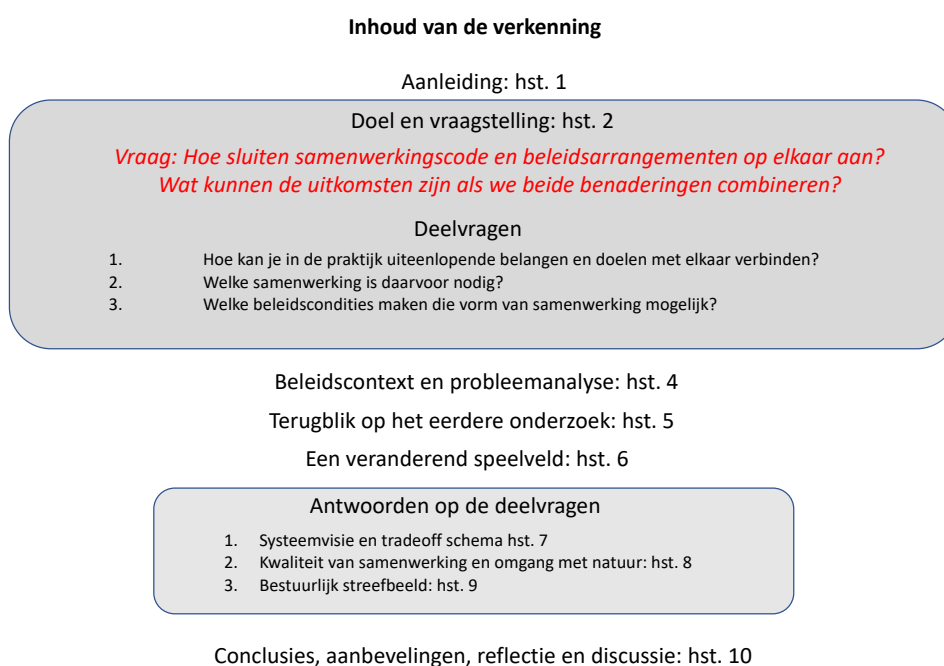 Inhoud van de verkenning
Aanleiding: hst. 1
Doel en vraagstelling: hst. 2
Vraag: Hoe sluiten samenwerkingscode en beleidsarrangementen op elkaar aan?
Wat kunnen de uitkomsten zijn als we beide benaderingen combineren?
Deelvragen
1. Hoe kan je in de praktijk uiteenlopende belangen en doelen met elkaar verbinden?
2. Welke samenwerking is daarvoor nodig?
3. Welke beleidscondities maken die vorm van samenwerking mogelijk?
Beleidscontext en probleemanalyse: hst. 4
Terugblik op het eerdere onderzoek: hst. 5
Een veranderend speelveld: hst. 6
Antwoorden op de deelvragen
1. Systeemvisie en tradeoff schema hst. 7
2. Kwaliteit van samenwerking en omgang met natuur: hst. 8
3. Bestuurlijk streefbeeld: hst. 9
Conclusies, aanbevelingen, reflectie en discussie: hst. 10